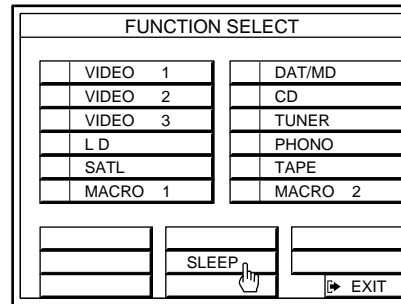 FUNCTION SELECT
VIDEO 1
VIDEO 2
VIDEO 3
L D
SATL
MACRO 1
DAT/MD
CD
TUNER
PHONO
TAPE
MACRO 2
SLEEP
EXIT